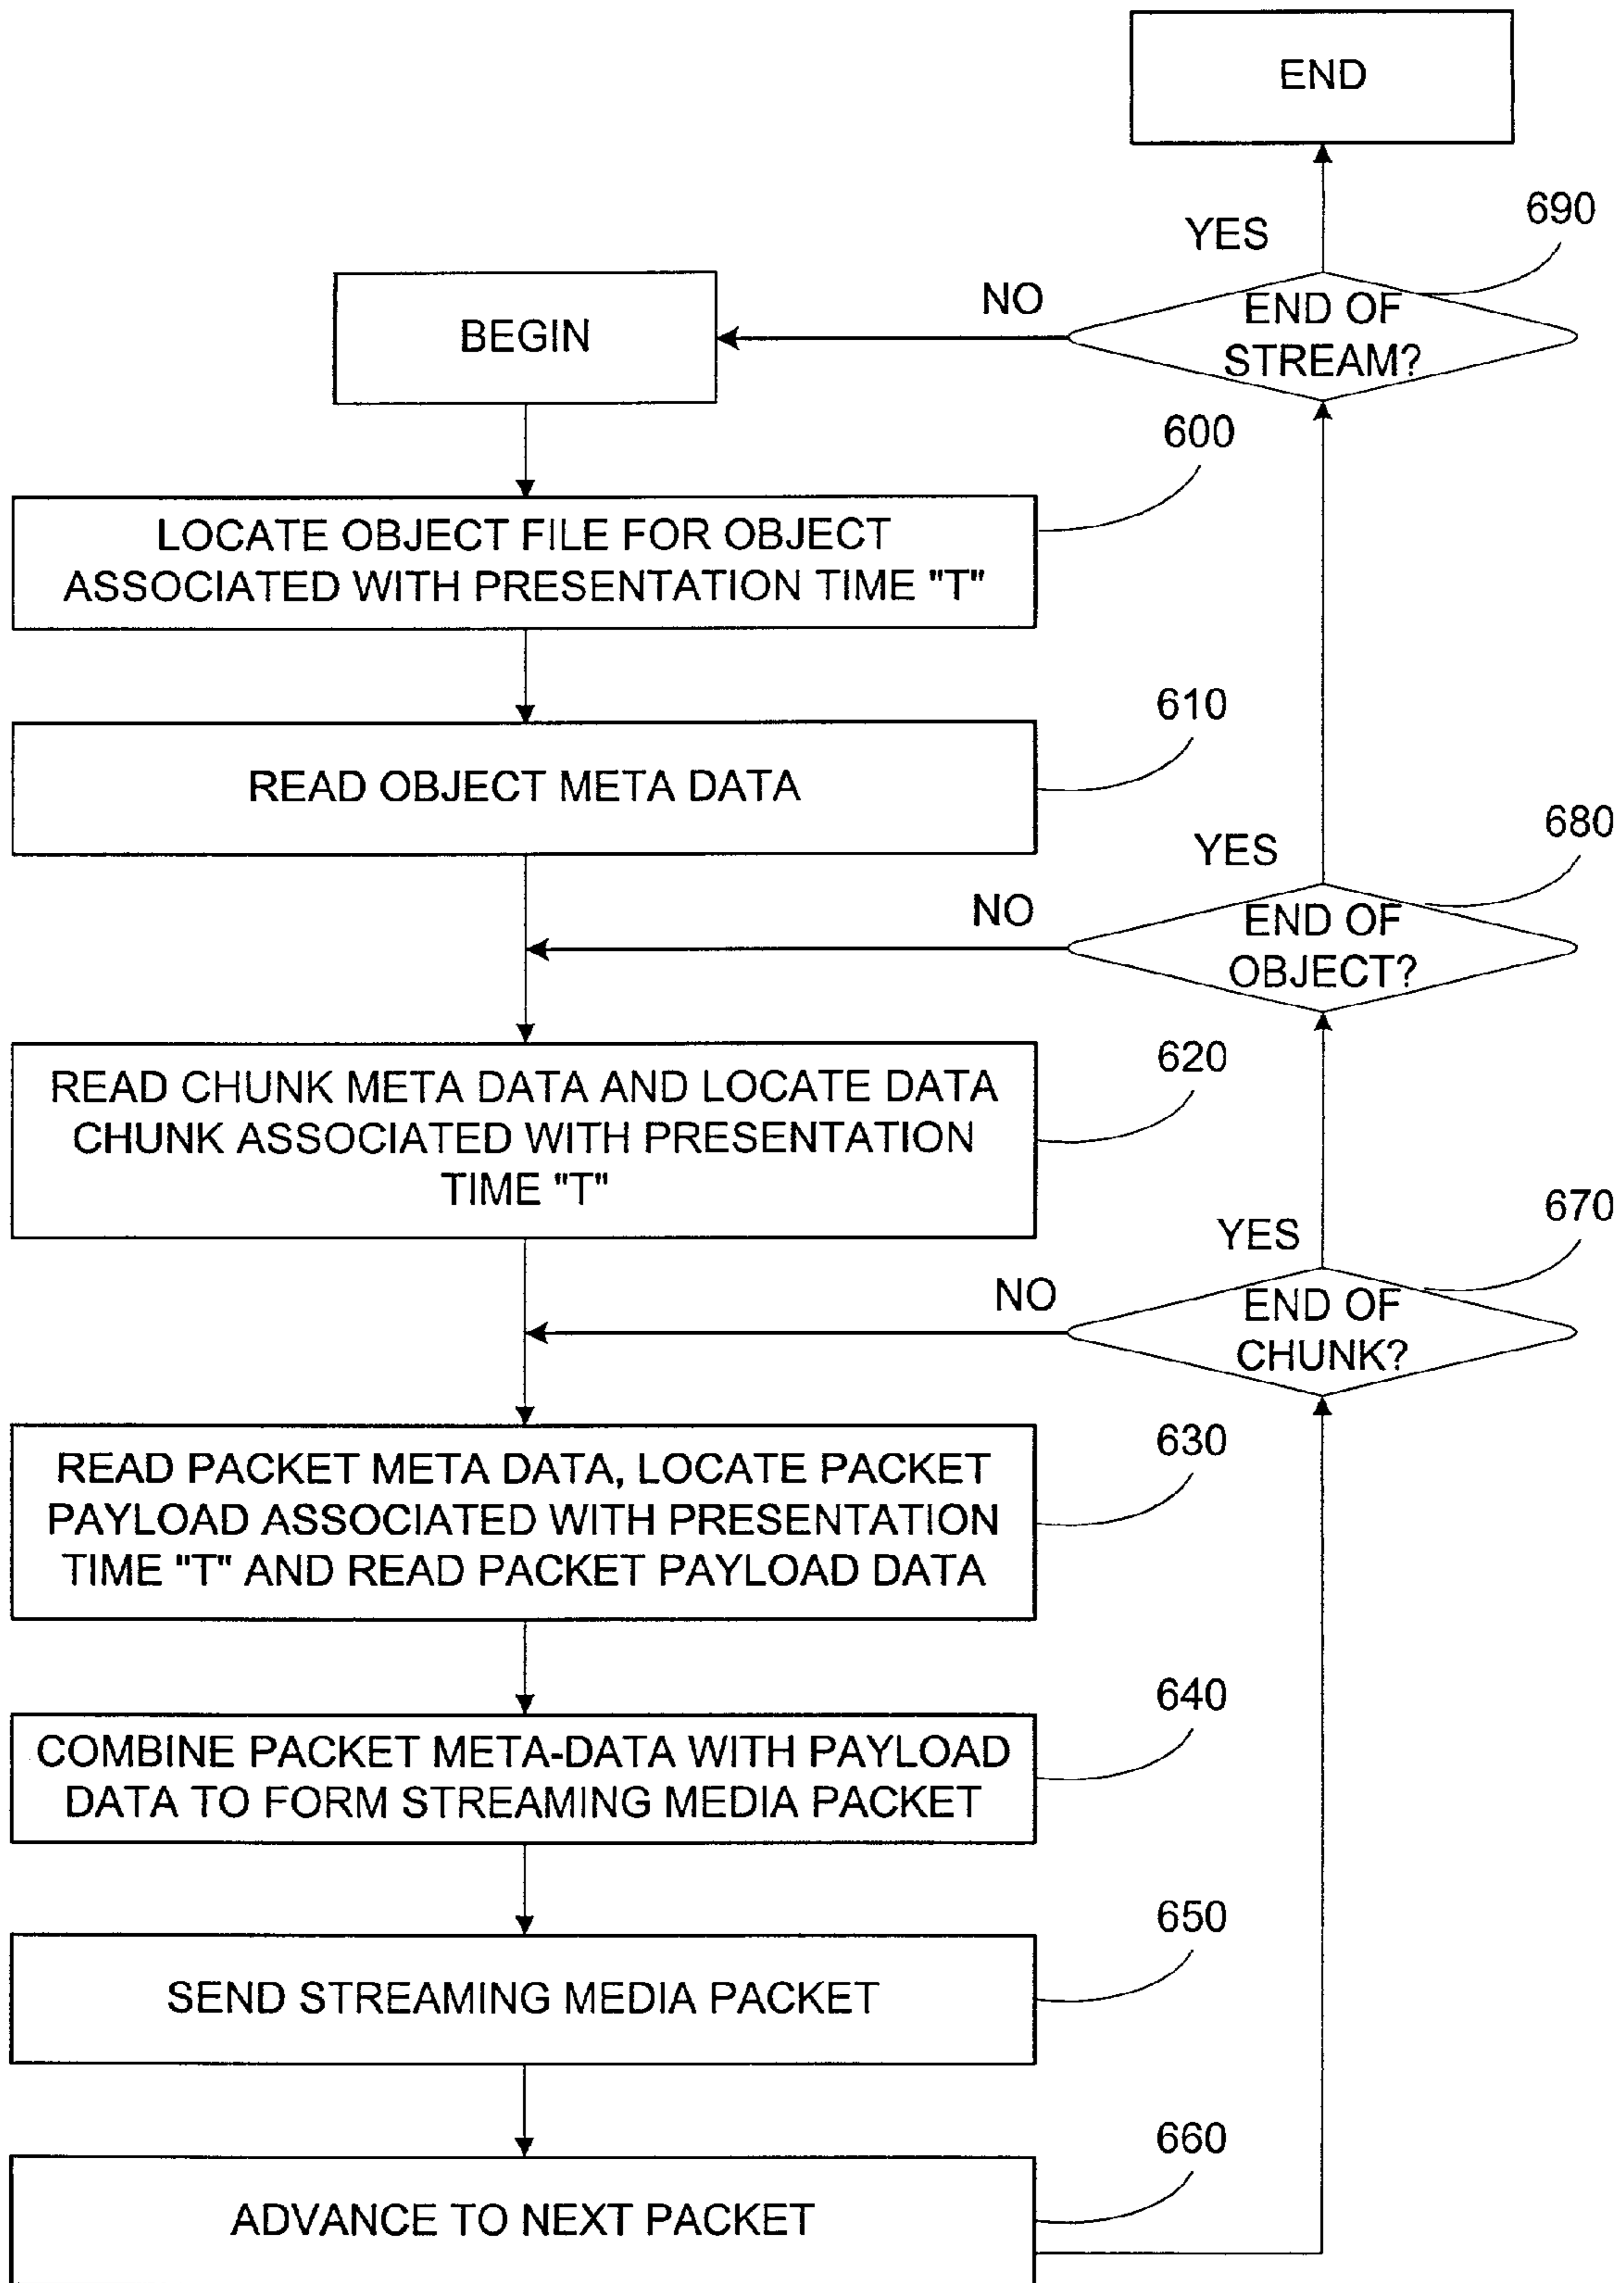 END
YES
690
NO
END OF
STREAM?
BEGIN
600
LOCATE OBJECT FILE FOR OBJECT
ASSOCIATED WITH PRESENTATION TIME "T"
610
READ OBJECT META DATA
680
YES
NO
END OF
OBJECT?
620
READ CHUNK META DATA AND LOCATE DATA
CHUNK ASSOCIATED WITH PRESENTATION
TIME "T"
670
YES
NO
END OF
CHUNK?
630
READ PACKET META DATA, LOCATE PACKET
PAYLOAD ASSOCIATED WITH PRESENTATION
TIME "T" AND READ PACKET PAYLOAD DATA
640
COMBINE PACKET META-DATA WITH PAYLOAD
DATA TO FORM STREAMING MEDIA PACKET
650
SEND STREAMING MEDIA PACKET
660
ADVANCE TO NEXT PACKET